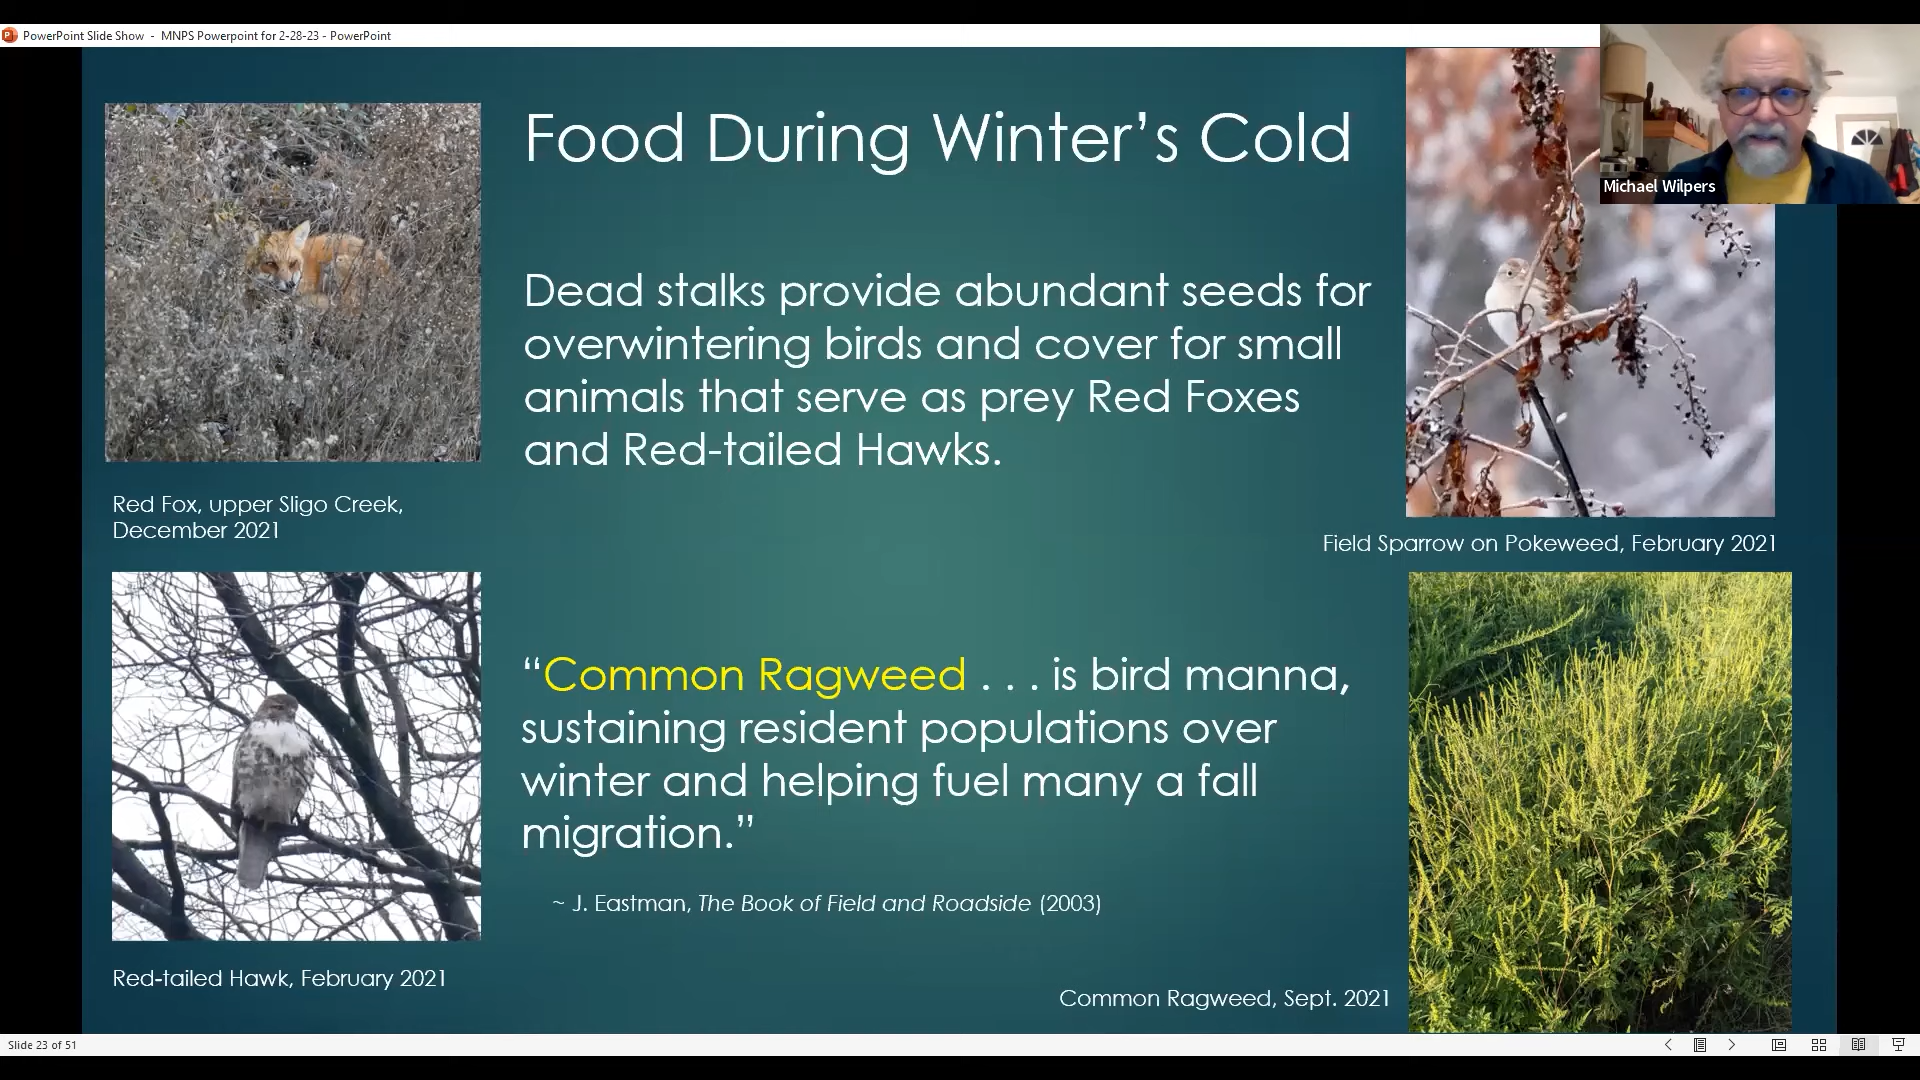 PowerPoint Slide Show - MNPS Powerpoint for 2-28-23 - PowerPoint
Michael Wilpers
Food During Winter’s Cold
Dead stalks provide abundant seeds for
overwintering birds and cover for small
animals that serve as prey Red Foxes
and Red-tailed Hawks.
Red Fox, upper Sligo Creek,
December 2021
Field Sparrow on Pokeweed, February 2021
“Common Ragweed . . . is bird manna,
sustaining resident populations over
winter and helping fuel many a fall
migration.”
~ J. Eastman, The Book of Field and Roadside (2003)
Red-tailed Hawk, February 2021
Common Ragweed, Sept. 2021
Slide 23 of 51